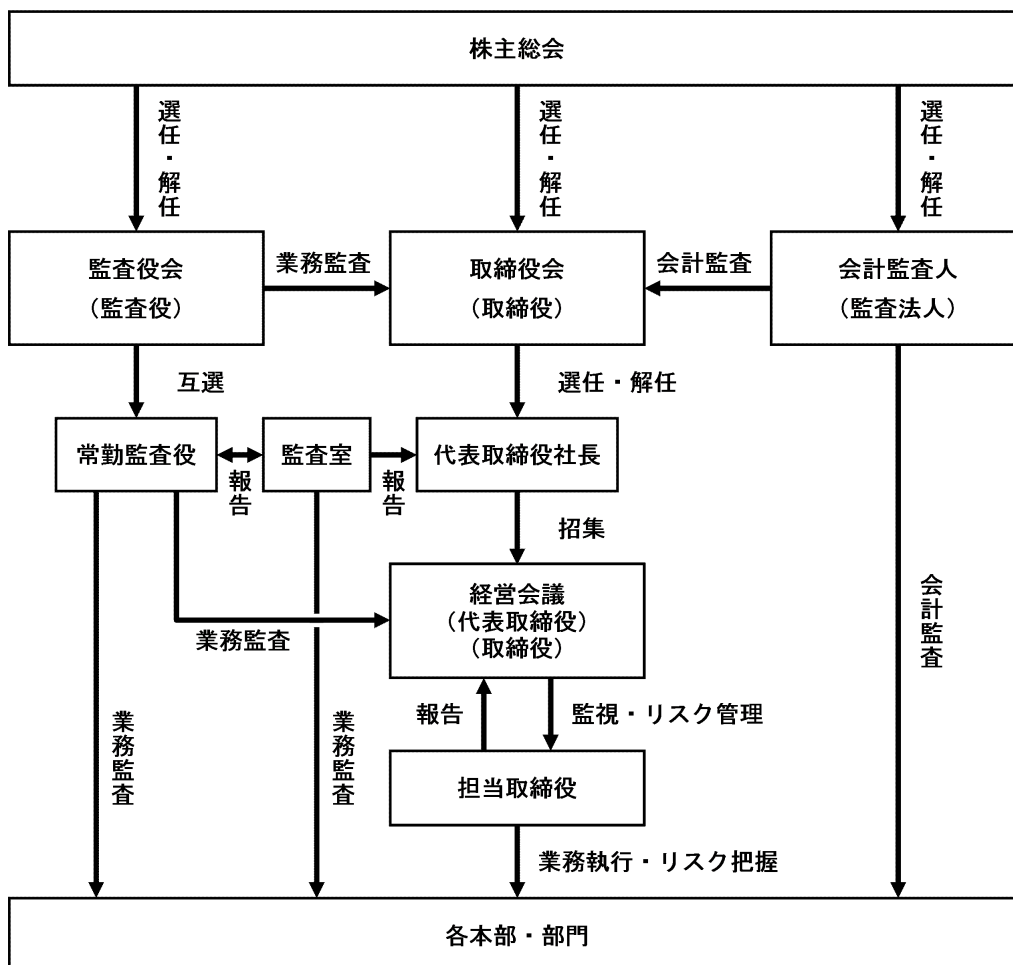 株主総会
選任・解任
選任・解任
選任・解任
監査役会
（監査役）
業務監査
取締役会
（取締役）
会計監査
会計監査人
（監査法人）
互選
選任・解任
常勤監査役
報告
監査室
報告
代表取締役社長
招集
経営会議
（代表取締役）
（取締役）
業務監査
会計監査
報告
監視・リスク管理
業務監査
業務監査
担当取締役
業務執行・リスク把握
各本部・部門